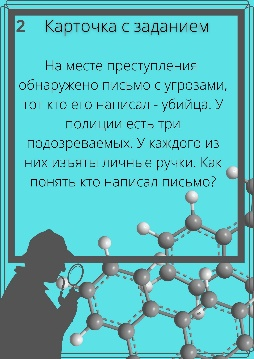 2 Карточка с заданием
На месте преступления
обнаружено письмо с угрозами,
тот кто его написал - убийца. У
полиции есть три
подозреваемых. У каждого из
них изъяты личные ручки. Как
понять кто написал письмо?